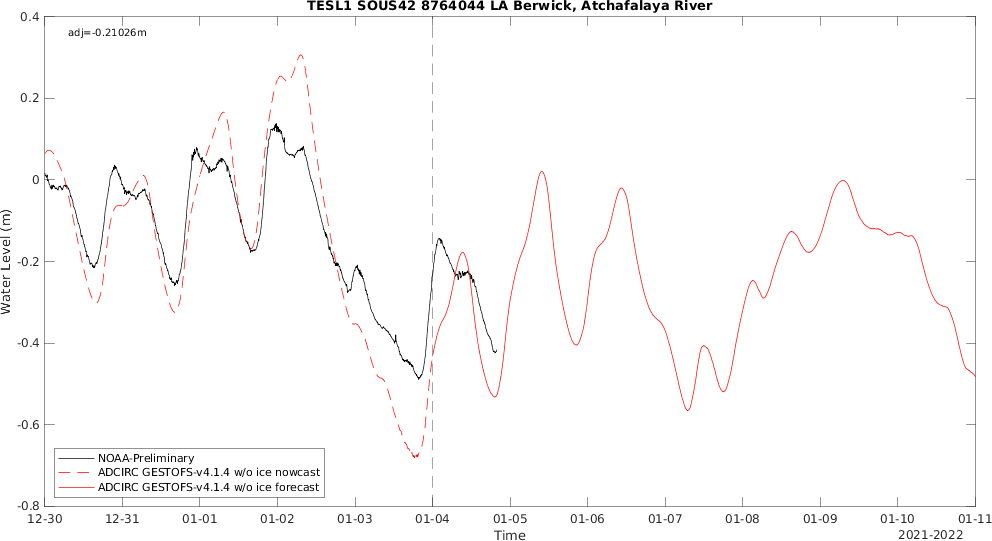 TESL1 SOUS42 8764044 LA Berwick, Atchafalaya River
adj=-0.21026m
0.4
0.2
0
-0.2
-0.4
-0.6
-0.8
Water Level (m)
NOAA-Preliminary
ADCIRC GESTOFS-v4.1.4 w/o ice nowcast
ADCIRC GESTOFS-v4.1.4 w/o ice forecast
12-30 12-31 01-01 01-02 01-03 01-04 01-05 01-06 01-07 01-08 01-09 01-10 01-11
Time
2021-2022